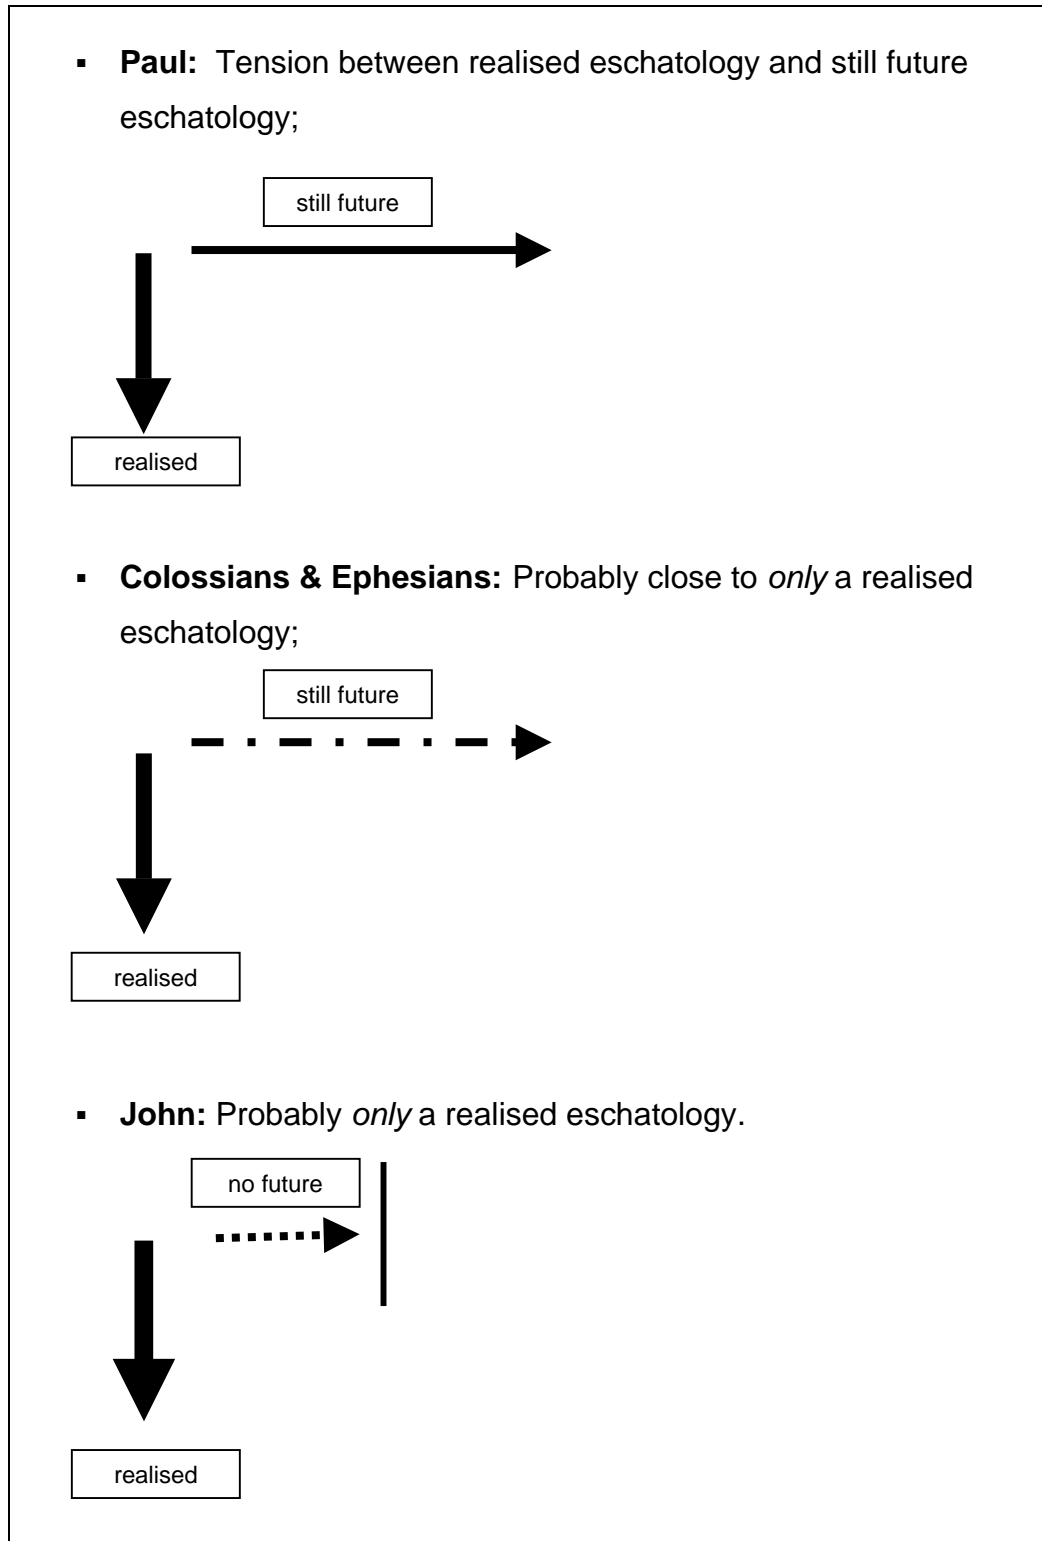 ▪ Paul: Tension between realised eschatology and still future
eschatology;
still future
realised
▪ Colossians & Ephesians: Probably close to only a realised
eschatology;
still future
realised
▪ John: Probably only a realised eschatology.
no future
realised